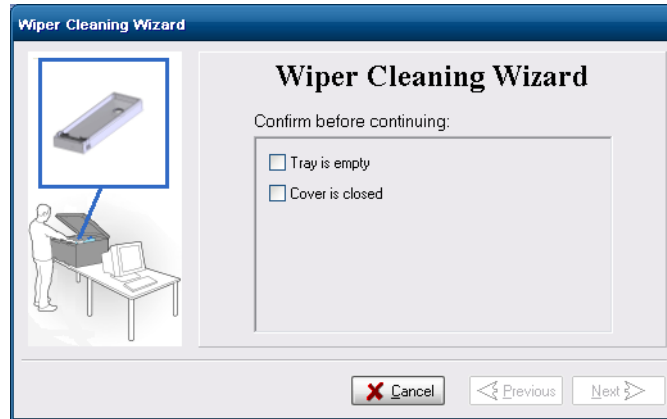 Wiper Cleaning Wizard
Wiper Cleaning Wizard
Confirm before continuing:
Tray is empty
Cover is closed
Cancel
Previous
Next